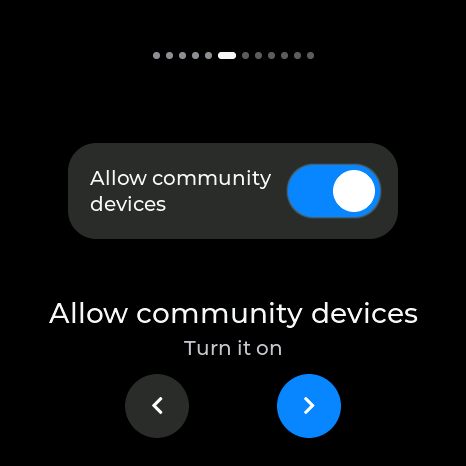 Allow community
devices
Allow community devices
Turn it on